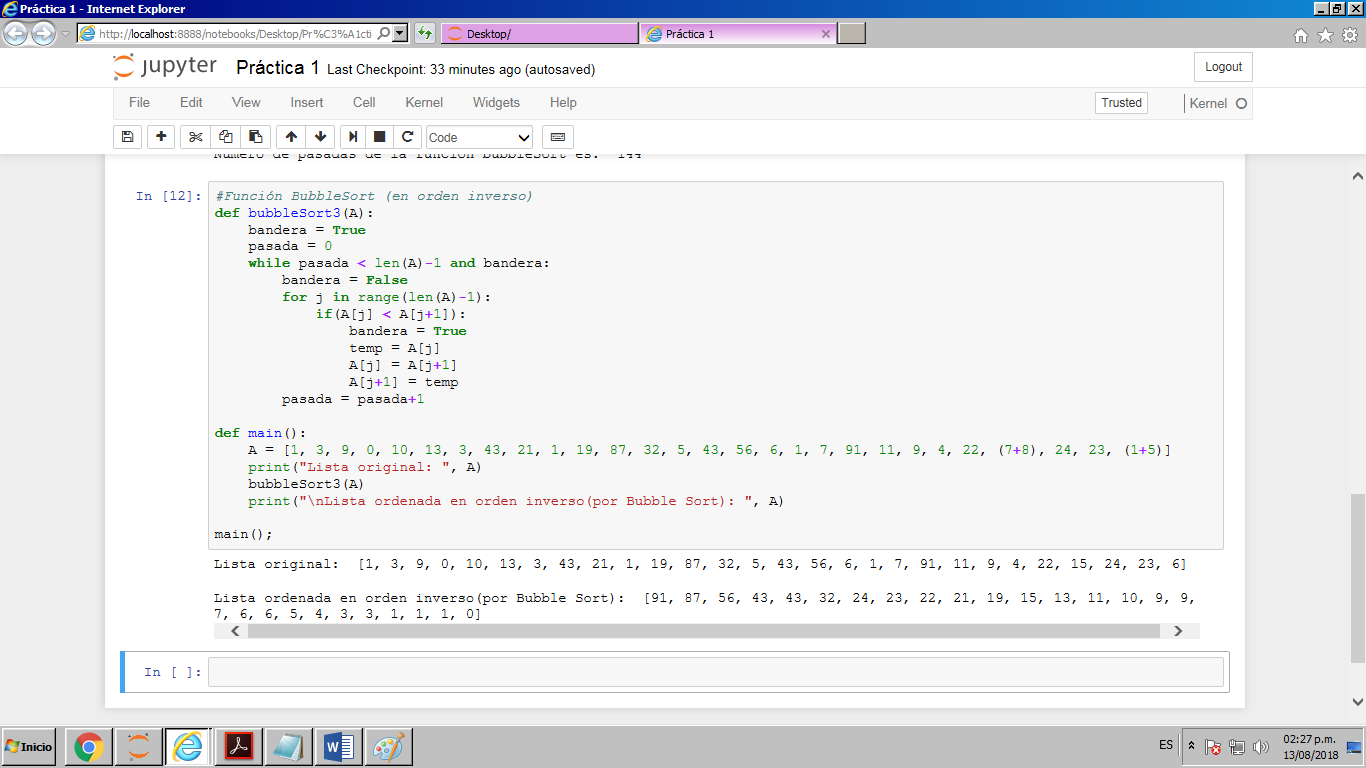 Práctica 1 - Internet Explorer
http://localhost:8888/notebooks/Desktop/Pr%C3%A1cti
Desktop/
Práctica 1
jupyter Práctica 1 Last Checkpoint: 33 minutes ago (autosaved)
Logout
File Edit View Insert Cell Kernel Widgets Help
Trusted
Kernel
Code
Número de pasadas de la función bubbleSort es:  144
In [12]:
#Función BubbleSort (en orden inverso)
def bubbleSort3(A):
    bandera = True
    pasada = 0
    while pasada < len(A)-1 and bandera:
        bandera = False
        for j in range(len(A)-1):
            if(A[j] < A[j+1]):
                bandera = True
                temp = A[j]
                A[j] = A[j+1]
                A[j+1] = temp
        pasada = pasada+1
def main():
    A = [1, 3, 9, 0, 10, 13, 3, 43, 21, 1, 19, 87, 32, 5, 43, 56, 6, 1, 7, 91, 11, 9, 4, 22, (7+8), 24, 23, (1+5)]
    print("Lista original: ", A)
    bubbleSort3(A)
    print("\nLista ordenada en orden inverso(por Bubble Sort): ", A)
main();
Lista original:  [1, 3, 9, 0, 10, 13, 3, 43, 21, 1, 19, 87, 32, 5, 43, 56, 6, 1, 7, 91, 11, 9, 4, 22, 15, 24, 23, 6]
Lista ordenada en orden inverso(por Bubble Sort):  [91, 87, 56, 43, 43, 32, 24, 23, 22, 21, 19, 15, 13, 11, 10, 9, 9,
7, 6, 6, 5, 4, 3, 3, 1, 1, 1, 0]
In [ ]:
Inicio
ES
02:27 p.m.
13/08/2018